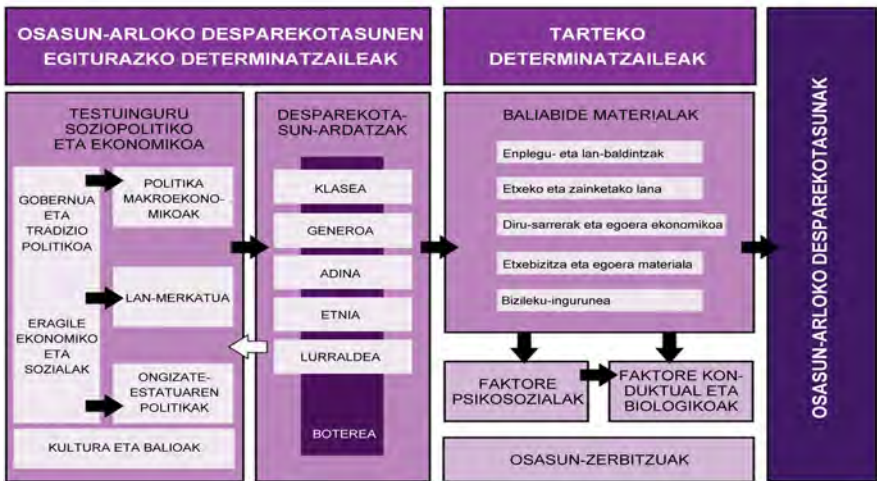 OSASUN-ARLOKO DESPAREKOTASUNEN
EGITURAZKO DETERMINATZAILEAK
TESTUINGURU
SOZIOPOLITIKO
ETA EKONOMIKOA
GOBERNUA
ETA
TRADIZIO
POLITIKOA
ERAGILE
EKONOMIKO
ETA
SOZIALAK
POLITIKA
MAKROEKONO-
MIKOAK
LAN-MERKATUA
ONGIZATE-
ESTATUAREN
POLITIKAK
KULTURA ETA BALIOAK
DESPAREKOTA-
SUN-ARDATZAK
KLASEA
GENEROA
ADINA
ETNIA
LURRALDEA
BOTEREA
TARTEKO
DETERMINATZAILEAK
BALIABIDE MATERIALAK
Enplegu- eta lan-baldintzak
Etxeko eta zainketako lana
Diru-sarrerak eta egoera ekonomikoa
Etxebizitza eta egoera materiala
Bizileku-ingurunea
FAKTORE
PSIKOSOZIALAK
FAKTORE KON-
DUKTUAL ETA
BIOLOGIKOAK
OSASUN-ZERBITZUAK
OSASUN-ARLOKO DESPAREKOTASUNAK